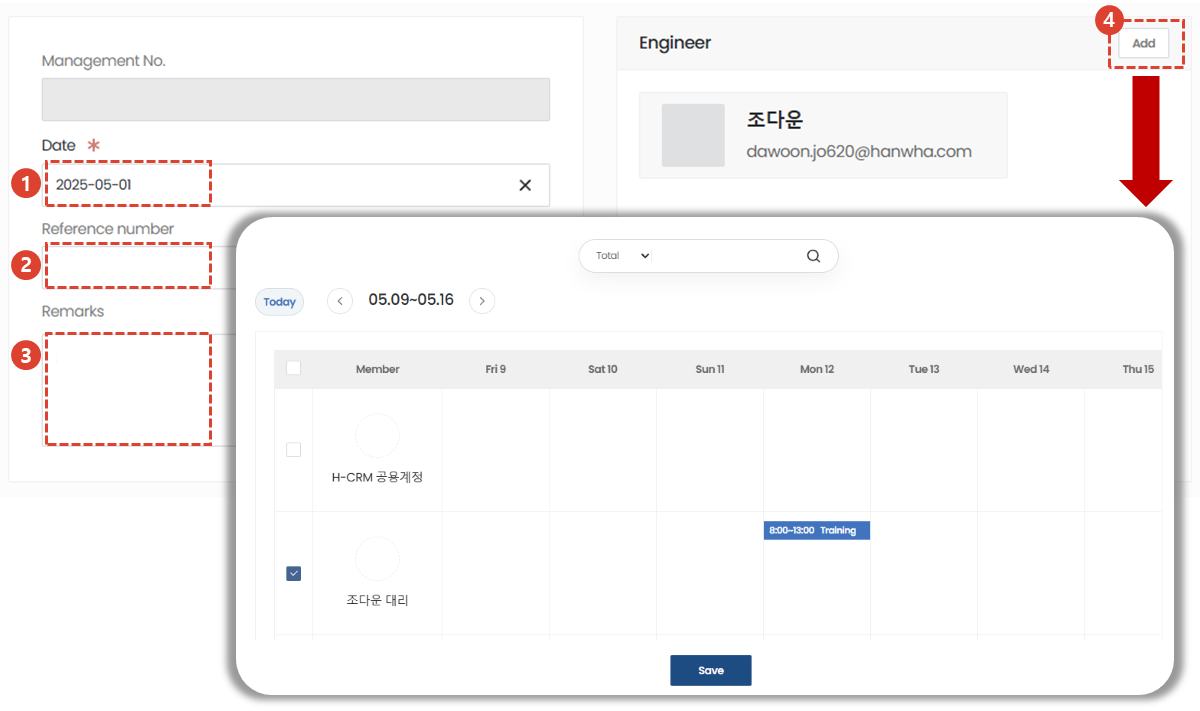 Management No.
Date *
1
2025-05-01
2
Reference number
3
Remarks
Engineer
4
Add
조다운
dawoon.jo620@hanwha.com
Total
Today
05.09~05.16
Member Fri 9 Sat 10 Sun 11 Mon 12 Tue 13 Wed 14 Thu 15
H-CRM 공용계정
8:00~13:00 Training
조다운 대리
Save